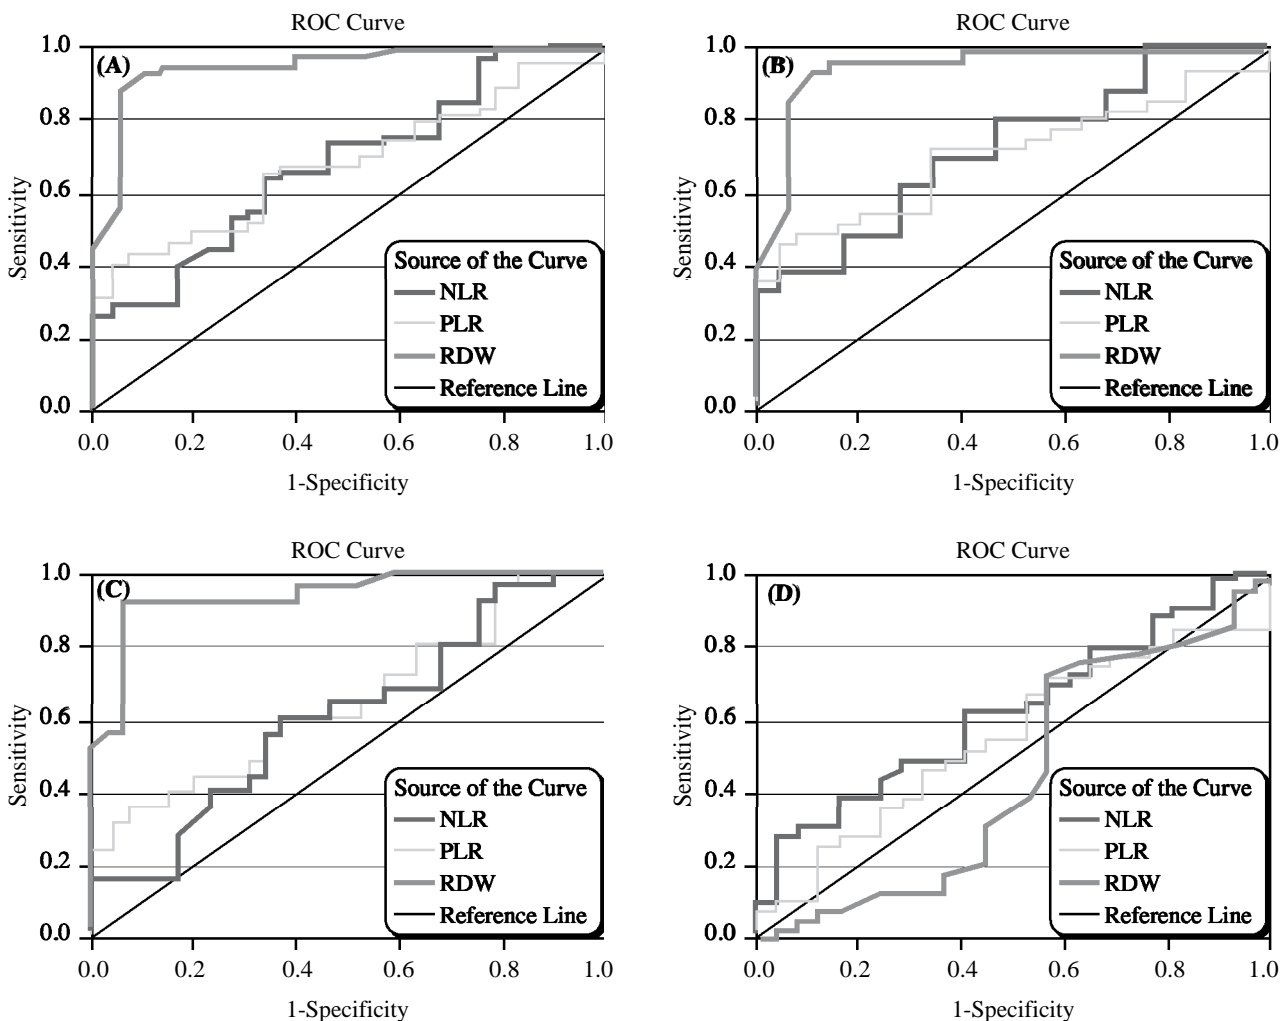 ROC Curve
(A)
1.0
0.8
0.6
0.4
0.2
0.0
Sensitivity
Source of the Curve
NLR
PLR
RDW
Reference Line
0.0 0.2 0.4 0.6 0.8 1.0
1-Specificity
ROC Curve
(B)
1.0
0.8
0.6
0.4
0.2
0.0
Sensitivity
Source of the Curve
NLR
PLR
RDW
Reference Line
0.0 0.2 0.4 0.6 0.8 1.0
1-Specificity
ROC Curve
(C)
1.0
0.8
0.6
0.4
0.2
0.0
Sensitivity
Source of the Curve
NLR
PLR
RDW
Reference Line
0.0 0.2 0.4 0.6 0.8 1.0
1-Specificity
ROC Curve
(D)
1.0
0.8
0.6
0.4
0.2
0.0
Sensitivity
Source of the Curve
NLR
PLR
RDW
Reference Line
0.0 0.2 0.4 0.6 0.8 1.0
1-Specificity